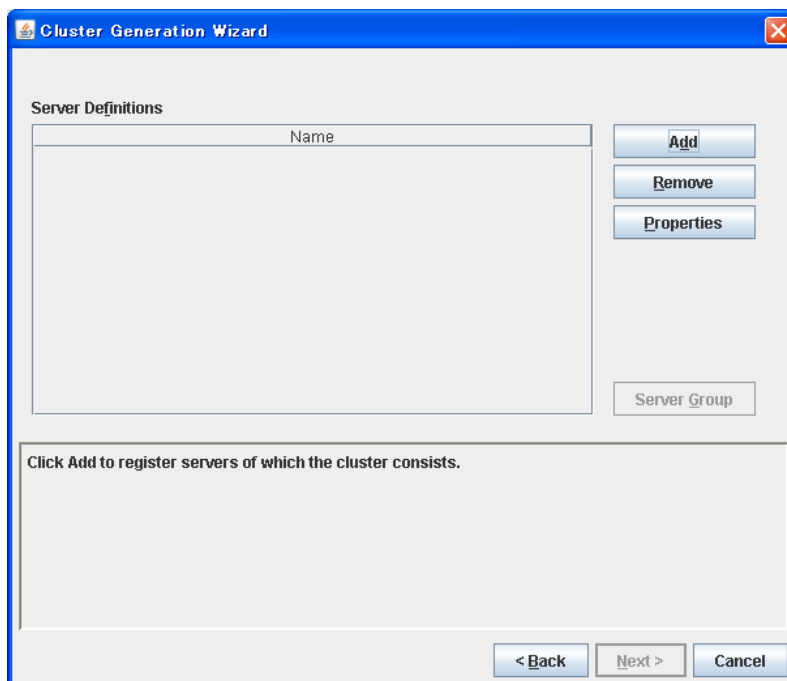 Cluster Generation Wizard
Server Definitions
Name
Add
Remove
Properties
Server Group
Click Add to register servers of which the cluster consists.
< Back Next > Cancel